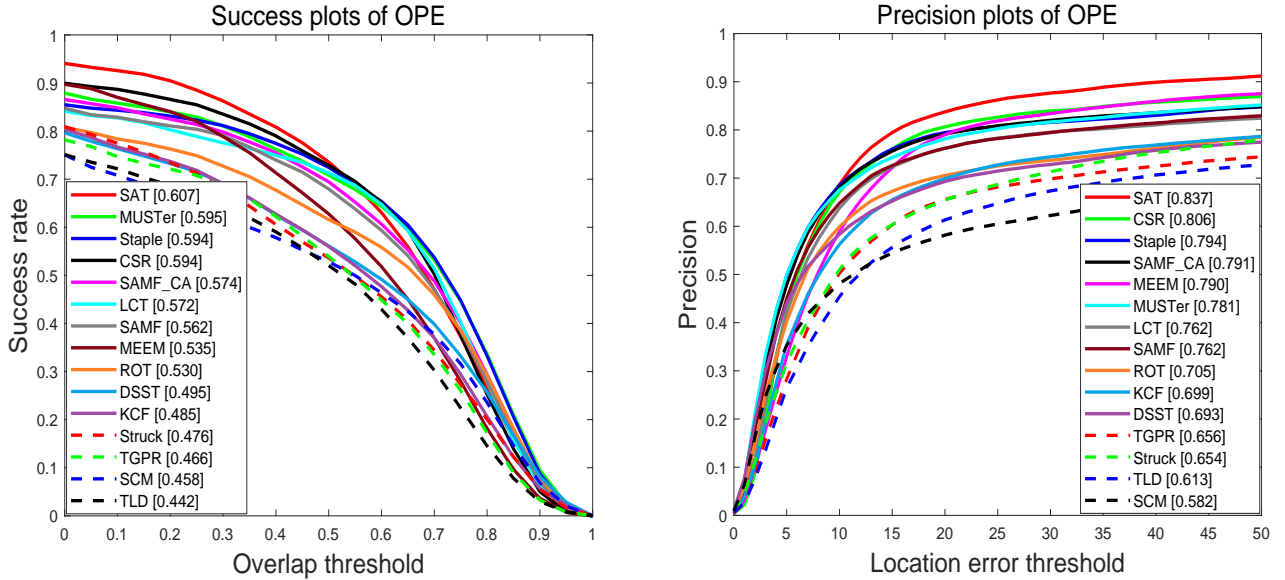 Success plots of OPE
Success rate
1
0.9
0.8
0.7
0.6
0.5
0.4
0.3
0.2
0.1
0
SAT [0.607]
MUSTer [0.595]
Staple [0.594]
CSR [0.594]
SAMF_CA [0.574]
LCT [0.572]
SAMF [0.562]
MEEM [0.535]
ROT [0.530]
DSST [0.495]
KCF [0.485]
Struck [0.476]
TGPR [0.466]
SCM [0.458]
TLD [0.442]
0 0.1 0.2 0.3 0.4 0.5 0.6 0.7 0.8 0.9 1
Overlap threshold
Precision plots of OPE
Precision
1
0.9
0.8
0.7
0.6
0.5
0.4
0.3
0.2
0.1
0
SAT [0.837]
CSR [0.806]
Staple [0.794]
SAMF_CA [0.791]
MEEM [0.790]
MUSTer [0.781]
LCT [0.762]
SAMF [0.762]
ROT [0.705]
KCF [0.699]
DSST [0.693]
TGPR [0.656]
Struck [0.654]
TLD [0.613]
SCM [0.582]
0 5 10 15 20 25 30 35 40 45 50
Location error threshold